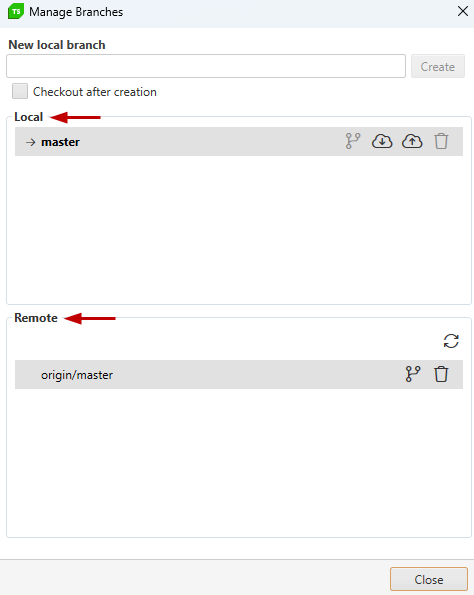 TS Manage Branches
New local branch
Create
Checkout after creation
Local
master
Remote
origin/master
Close